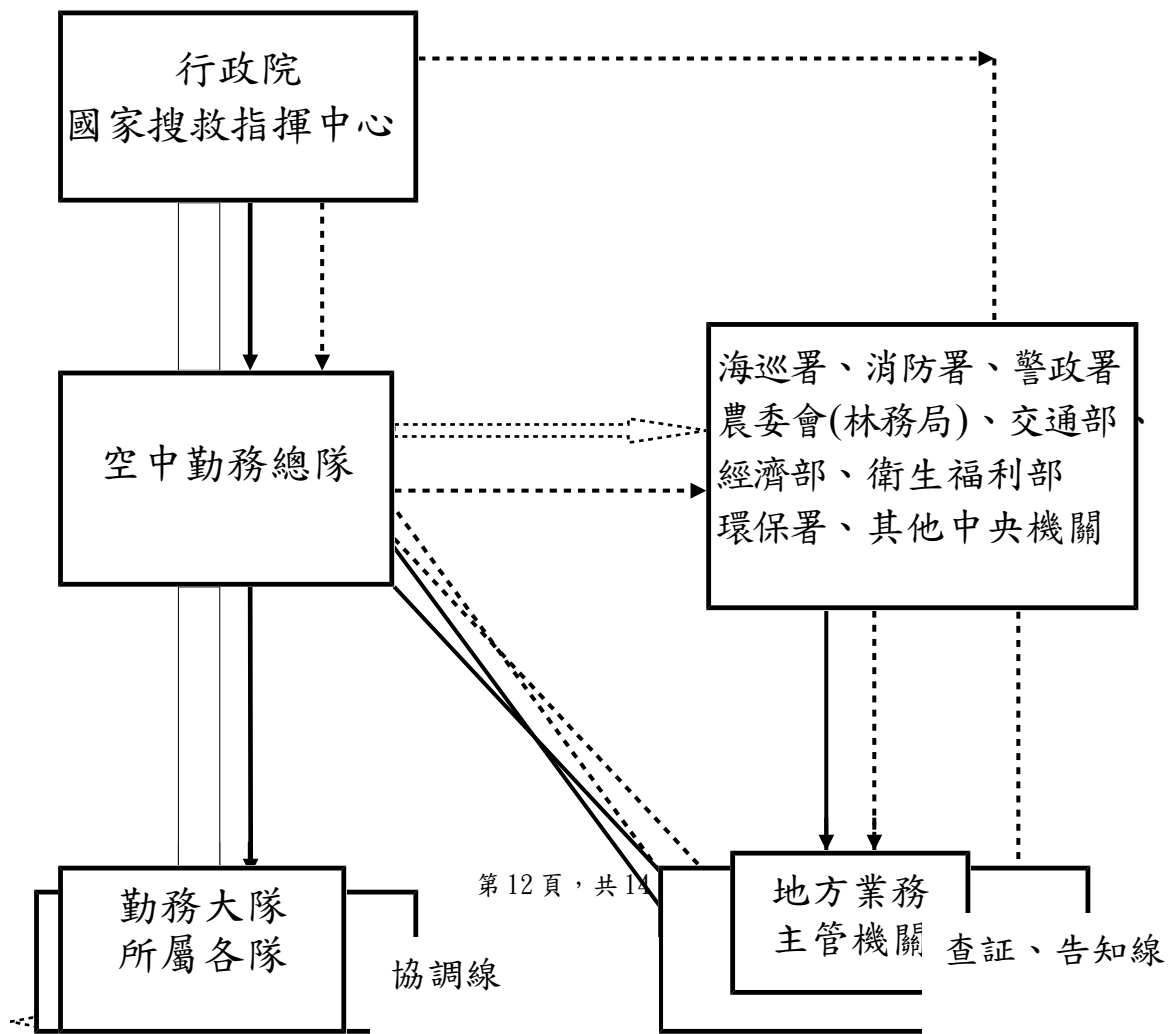 行政院
國家搜救指揮中心
海巡署、消防署、警政署
農委會(林務局)、交通部、
經濟部、衛生福利部
環保署、其他中央機關
空中勤務總隊
勤務大隊
所屬各隊
第12頁，共14
協調線
地方業務
主管機關
查証、告知線